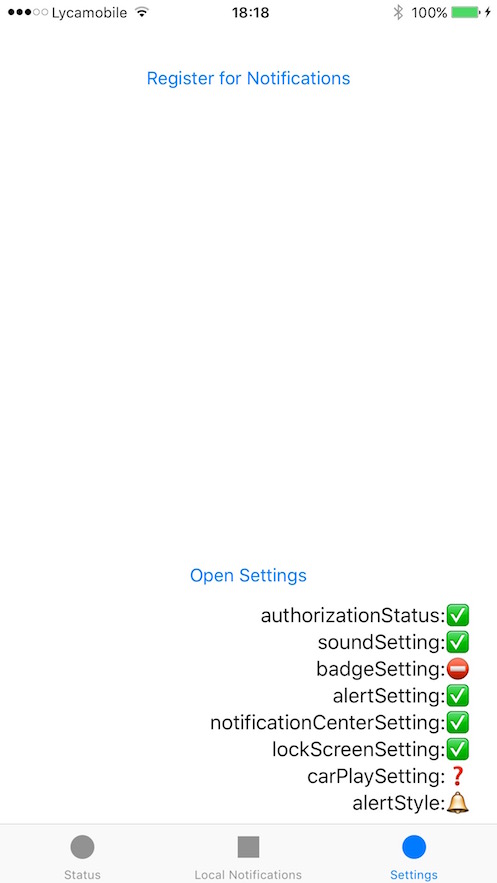 Lycamobile 18:18 100%
Register for Notifications
Open Settings
authorizationStatus:✅
soundSetting:✅
badgeSetting:⛔
alertSetting:✅
notificationCenterSetting:✅
lockScreenSetting:✅
carPlaySetting:❓
alertStyle:🔔
Status Local Notifications Settings